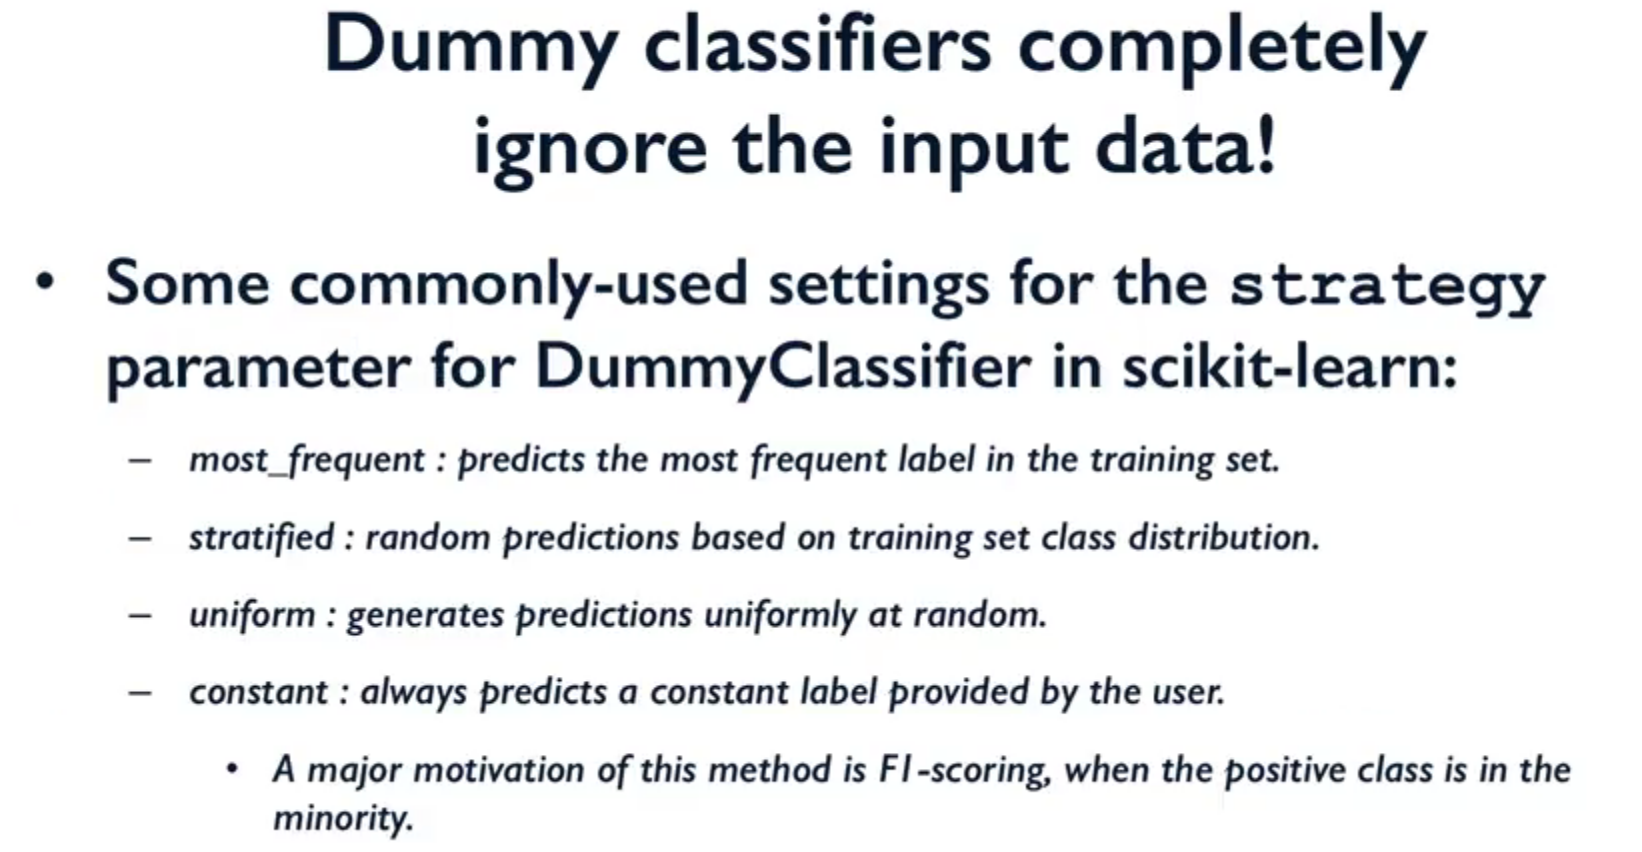 Dummy classifiers completely
ignore the input data!
• Some commonly-used settings for the strategy
parameter for DummyClassifier in scikit-learn:
– most_frequent : predicts the most frequent label in the training set.
– stratified : random predictions based on training set class distribution.
– uniform : generates predictions uniformly at random.
– constant : always predicts a constant label provided by the user.
• A major motivation of this method is F1-scoring, when the positive class is in the
minority.